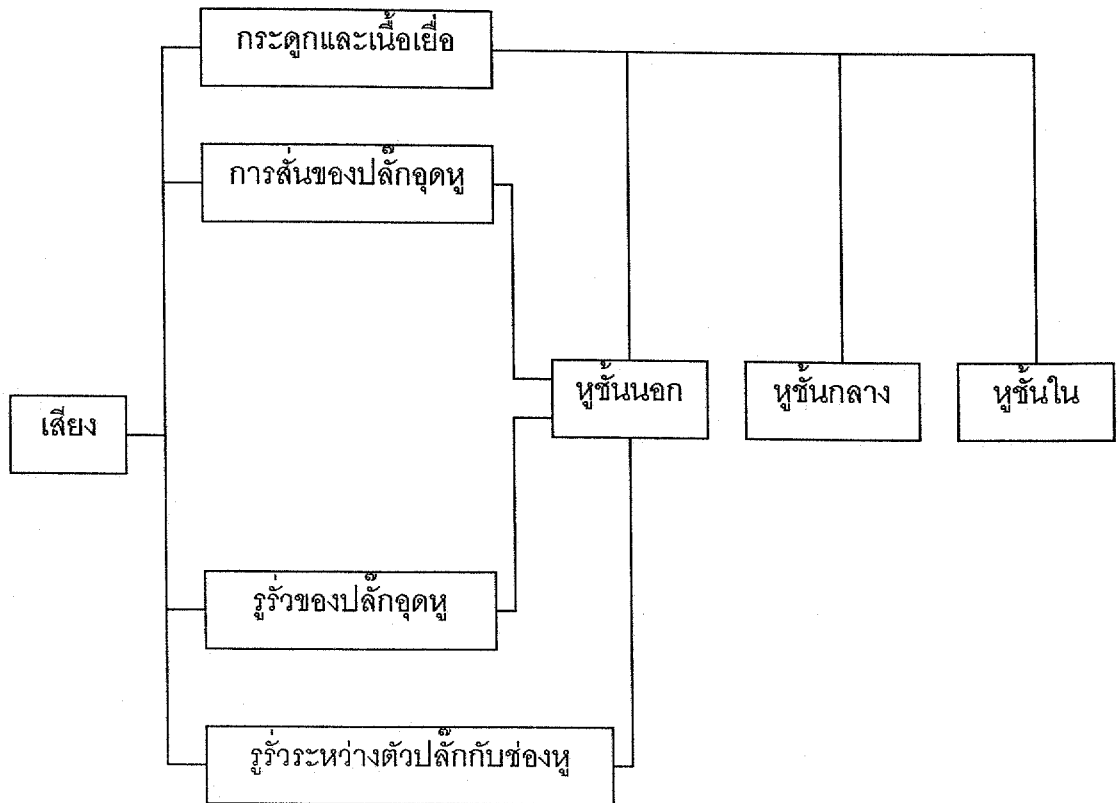 กระดูกและเนื้อเยื่อ
การสั่นของปลั๊กอุดหู
หูชั้นนอก
หูชั้นกลาง
หูชั้นใน
เสียง
รูรั่วของปลั๊กอุดหู
รูรั่วระหว่างตัวปลั๊กกับช่องหู